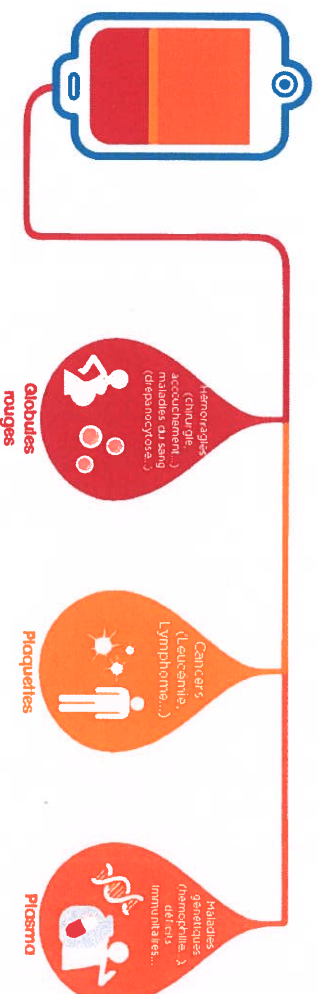 Hémorragies
(chirurgie,
accouchement...)
maladies du sang
(drépanocytose...)
Globules
rouges
Cancers
(Leucémie,
Lymphome...)
Plaquettes
Maladies
génétiques
(hémophilie...)
déficits
immunitaires...
Plasma